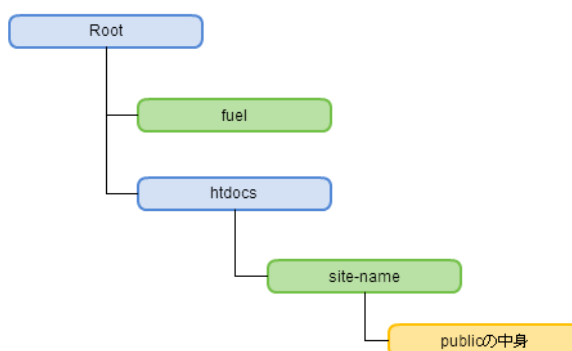 Root
fuel
htdocs
site-name
publicの中身